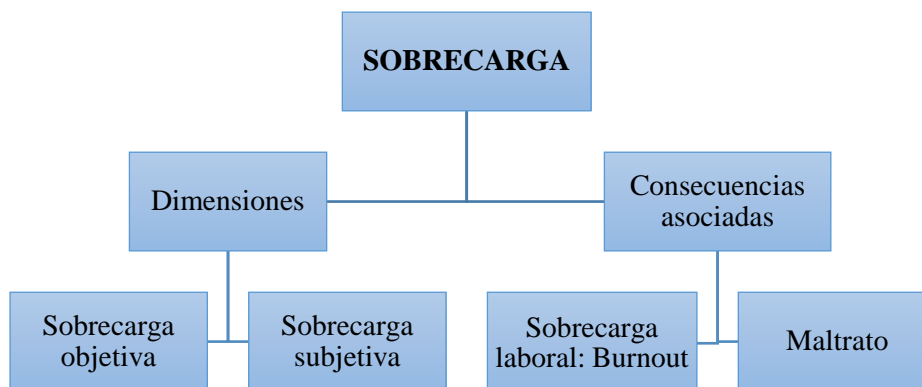 SOBRECARGA
Dimensiones
Consecuencias
asociadas
Sobrecarga
objetiva
Sobrecarga
subjetiva
Sobrecarga
laboral: Burnout
Maltrato